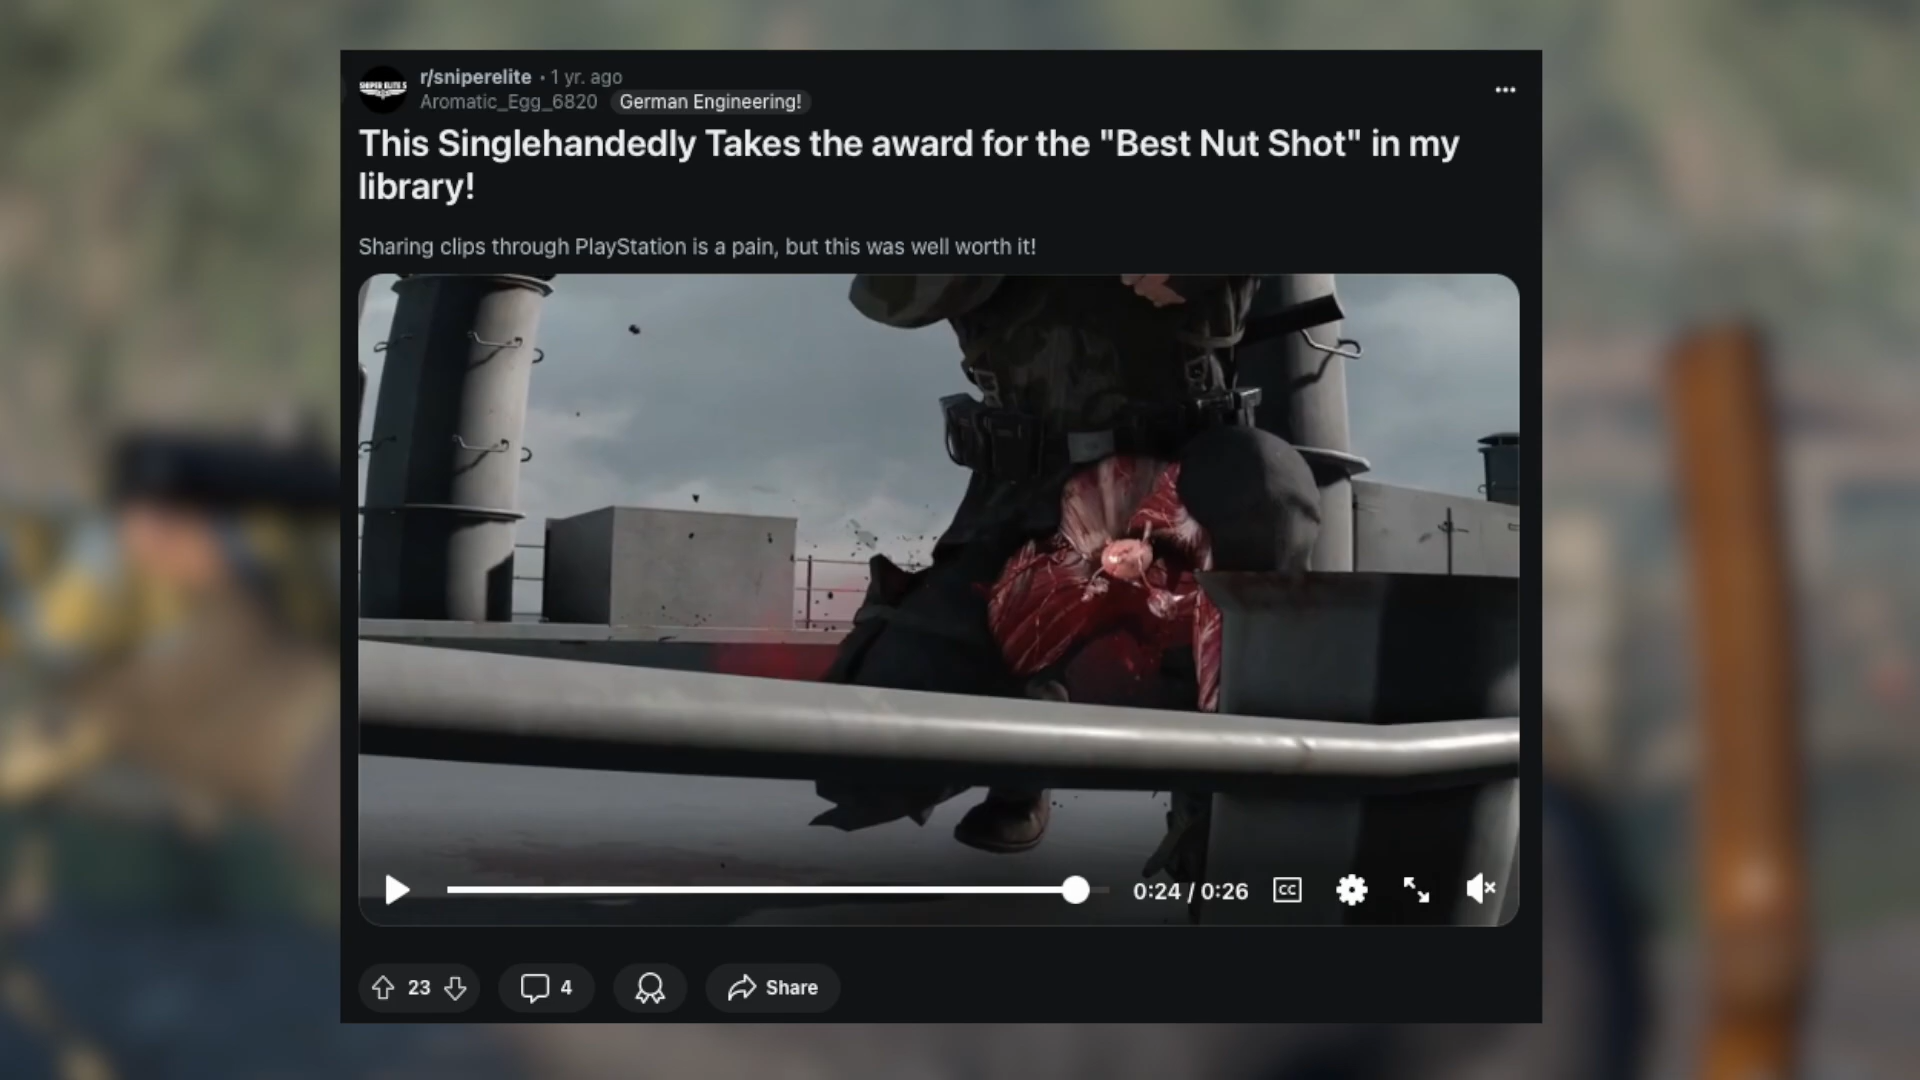 r/sniperelite · 1 yr. ago
Aromatic_Egg_6820 German Engineering!
This Singlehandedly Takes the award for the "Best Nut Shot" in my
library!
Sharing clips through PlayStation is a pain, but this was well worth it!
0:24 / 0:26 CC
23 4 Share